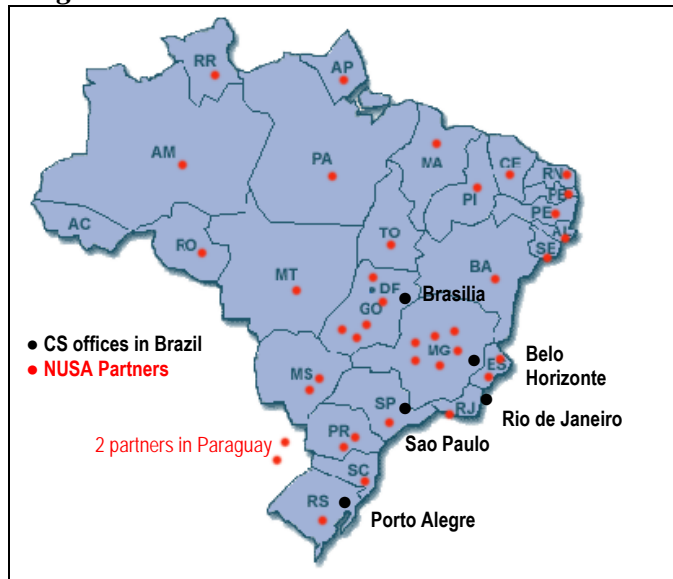 RR
AP
AM
PA
MA
CE
RN
PB
PI
PE
AL
AC
TO
SE
RO
BA
MT
DF
Brasilia
GO
● CS offices in Brazil
● NUSA Partners
MG
ES
Belo
Horizonte
MS
SP
RJ
Rio de Janeiro
2 partners in Paraguay
PR
Sao Paulo
SC
RS
Porto Alegre